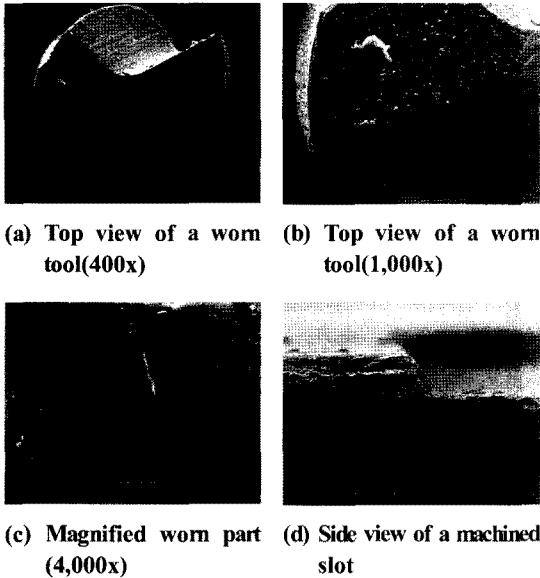 (a) Top view of a worn
tool(400x)
(b) Top view of a worn
tool(1,000x)
(c) Magnified worn part
(4,000x)
(d) Side view of a machined
slot